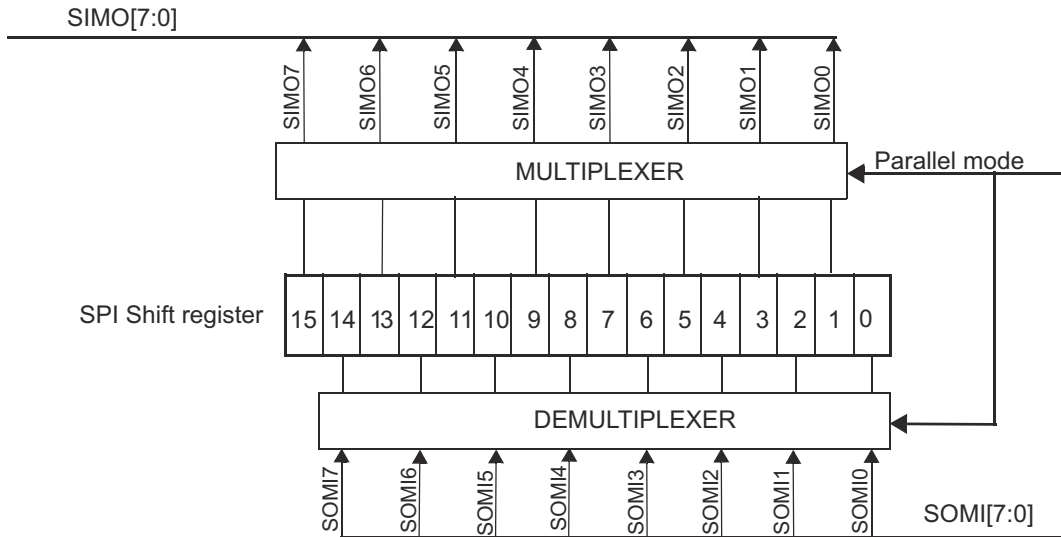 SIMO[7:0]
SIMO7 SIMO6 SIMO5 SIMO4 SIMO3 SIMO2 SIMO1 SIMO0
MULTIPLEXER
Parallel mode
SPI Shift register
15 14 13 12 11 10 9 8 7 6 5 4 3 2 1 0
DEMULTIPLEXER
SOMI7 SOMI6 SOMI5 SOMI4 SOMI3 SOMI2 SOMI1 SOMI0
SOMI[7:0]